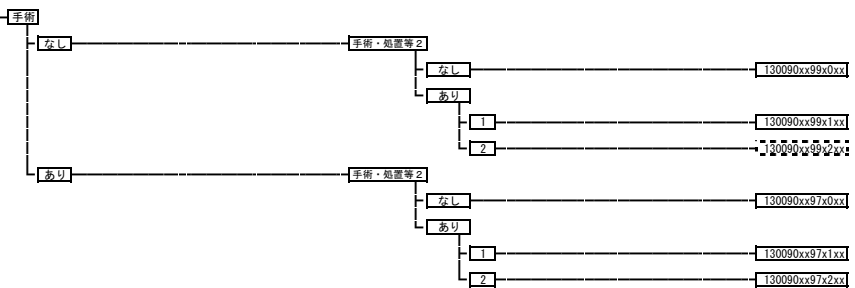 手術
なし
手術・処置等2
なし
130090xx99x0xx
あり
1
130090xx99x1xx
2
130090xx99x2xx
あり
手術・処置等2
なし
130090xx97x0xx
あり
1
130090xx97x1xx
2
130090xx97x2xx